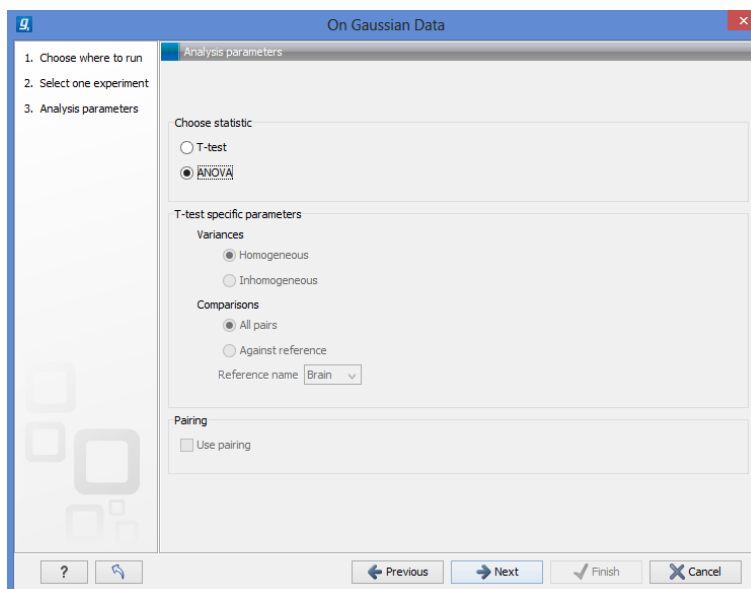 g.
On Gaussian Data
x
1. Choose where to run
2. Select one experiment
3. Analysis parameters
Analysis parameters
Choose statistic
T-test
ANOVA
T-test specific parameters
Variances
Homogeneous
Inhomogeneous
Comparisons
All pairs
Against reference
Reference name Brain
Pairing
Use pairing
? Previous Next Finish Cancel